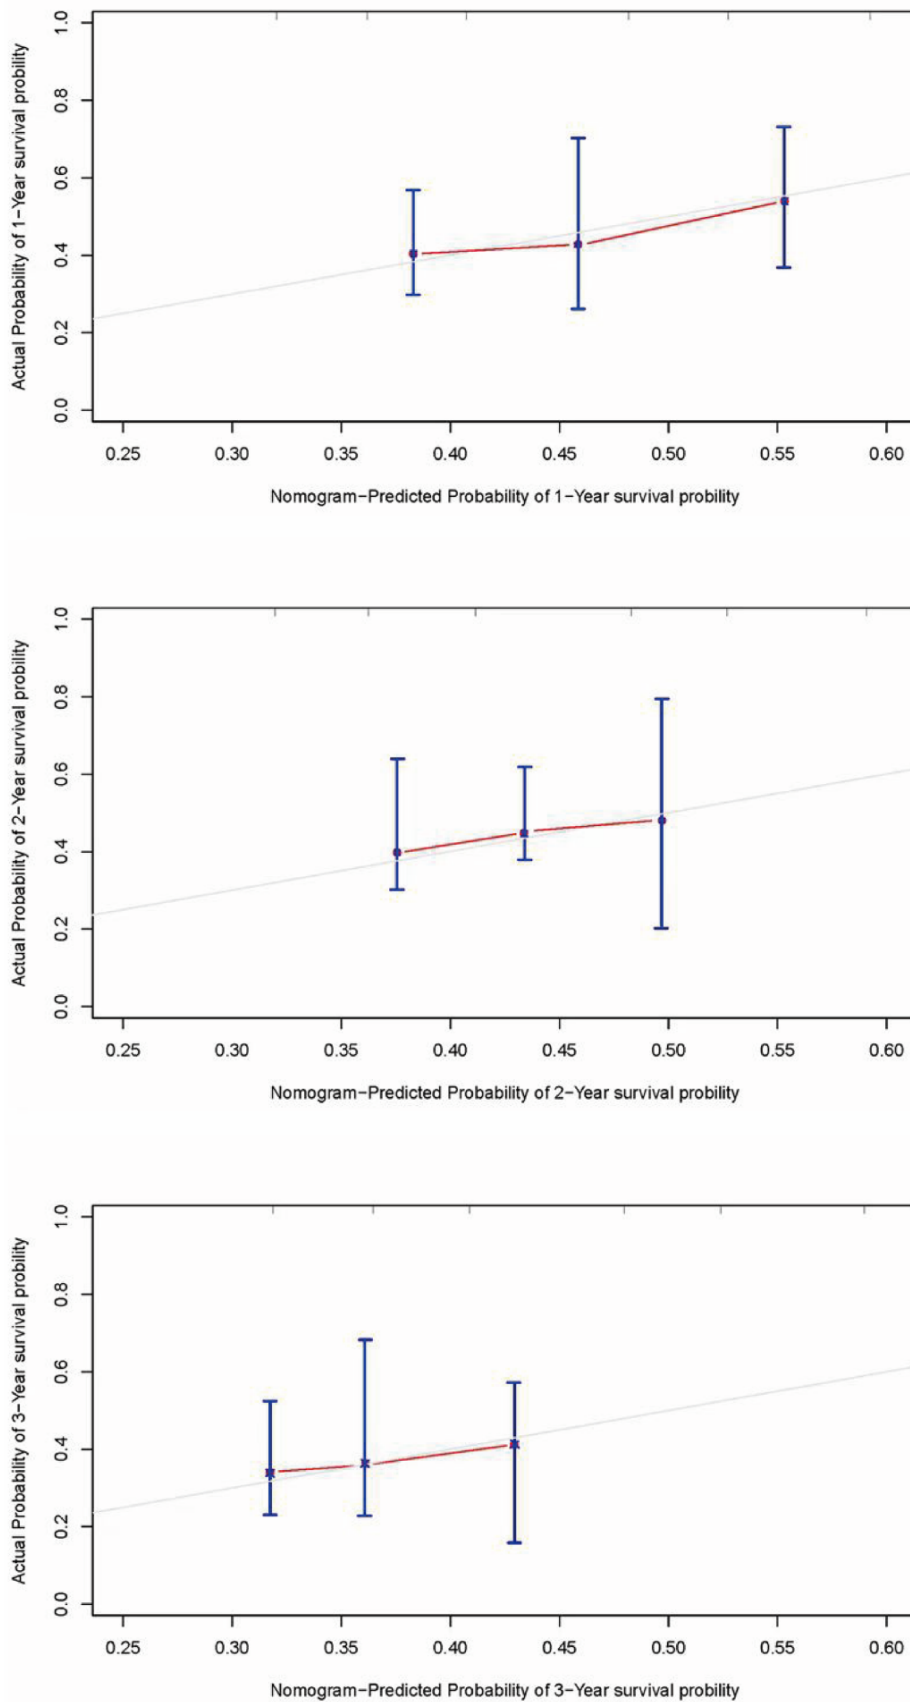 Actual Probability of 1-Year survival probility
1.0
0.8
0.6
0.4
0.2
0.0
0.25 0.30 0.35 0.40 0.45 0.50 0.55 0.60
Nomogram-Predicted Probability of 1-Year survival probility
Actual Probability of 2-Year survival probility
1.0
0.8
0.6
0.4
0.2
0.0
0.25 0.30 0.35 0.40 0.45 0.50 0.55 0.60
Nomogram-Predicted Probability of 2-Year survival probility
Actual Probability of 3-Year survival probility
1.0
0.8
0.6
0.4
0.2
0.0
0.25 0.30 0.35 0.40 0.45 0.50 0.55 0.60
Nomogram-Predicted Probability of 3-Year survival probility